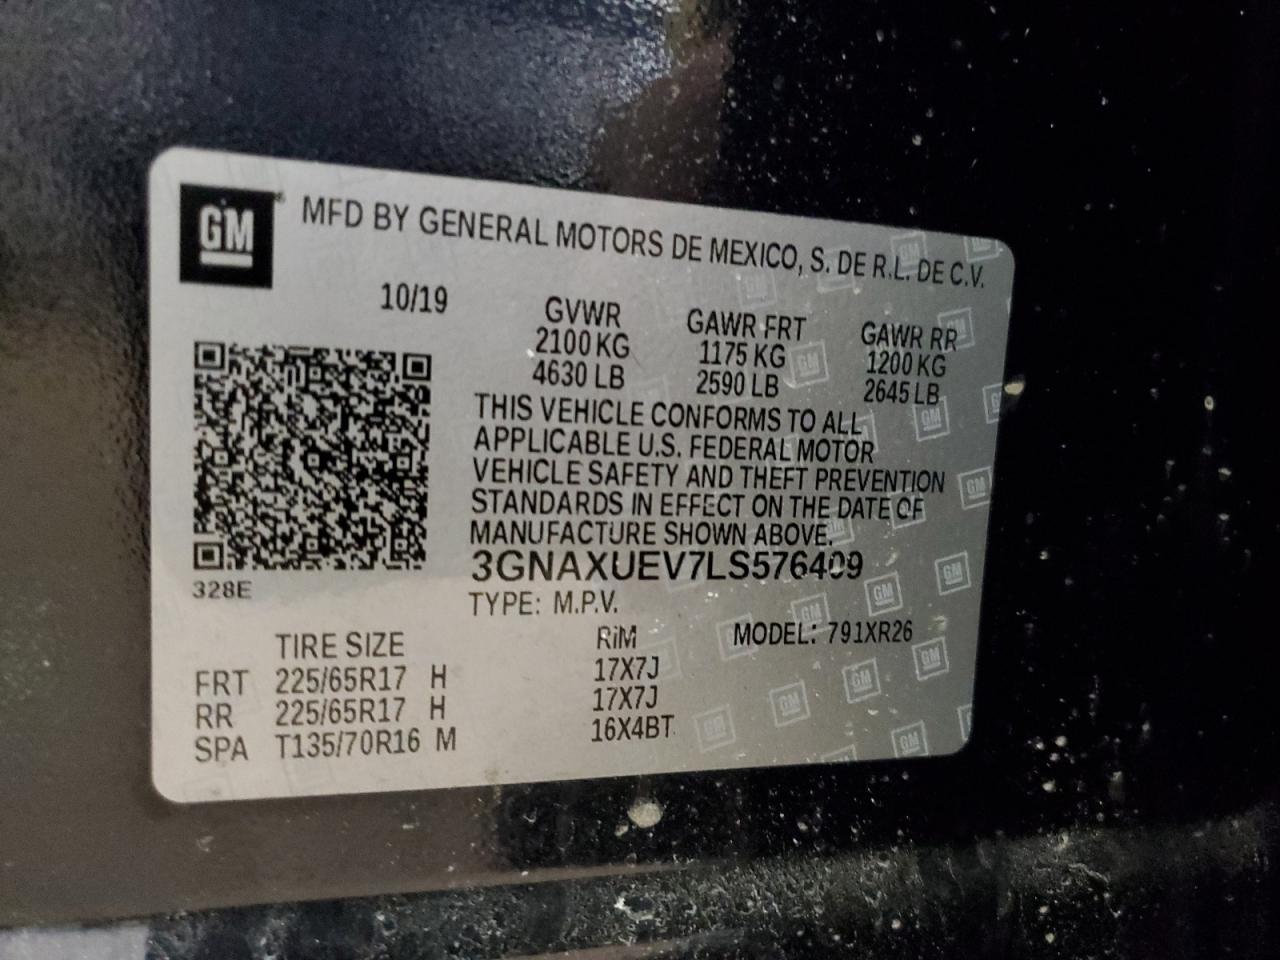 GM
MFD BY GENERAL MOTORS DE MEXICO, S. DE R.L. DE C.V.
10/19
GVWR GAWR FRT GAWR RR
2100 KG 1175 KG 1200 KG
4630 LB 2590 LB 2645 LB
THIS VEHICLE CONFORMS TO ALL
APPLICABLE U.S. FEDERAL MOTOR
VEHICLE SAFETY AND THEFT PREVENTION
STANDARDS IN EFFECT ON THE DATE OF
MANUFACTURE SHOWN ABOVE.
3GNAXUEV7LS576409
328E
TYPE: M.P.V.
TIRE SIZE RIM MODEL: 791XR26
FRT 225/65R17 H 17X7J
RR 225/65R17 H 17X7J
SPA T135/70R16 M 16X4BT